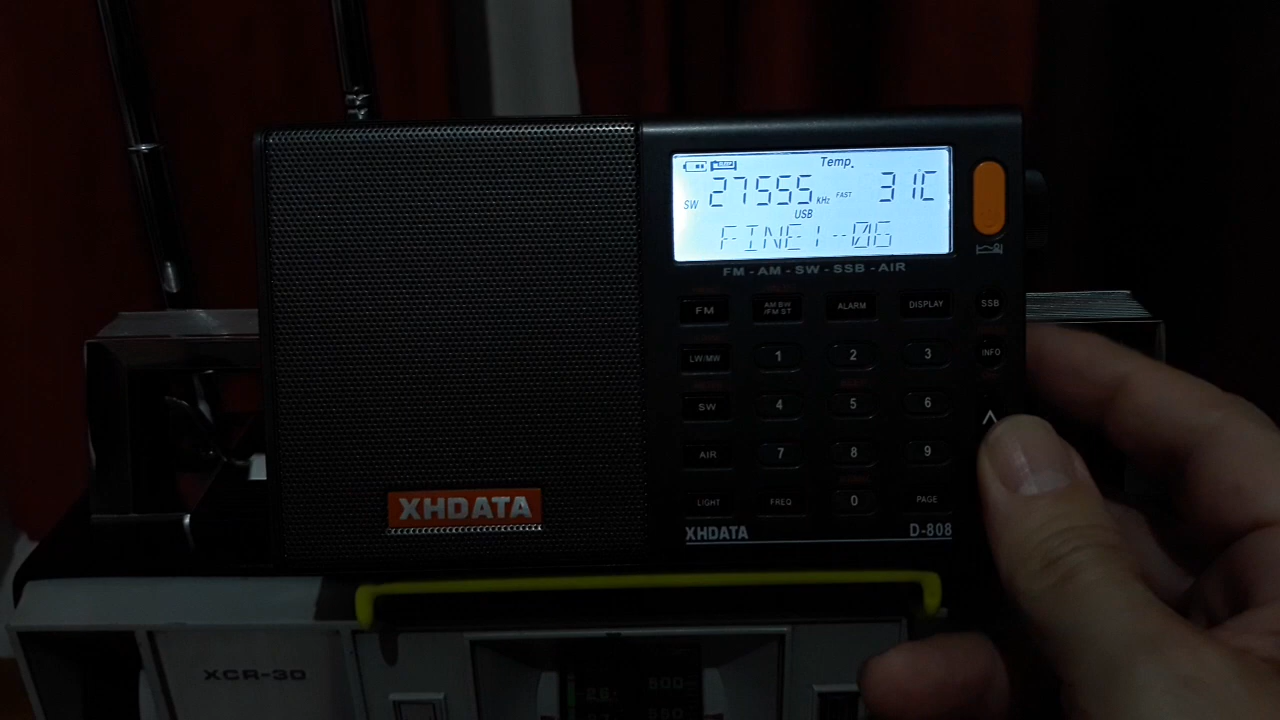 Temp.
SW 27555 KHz FAST 31C
USB
FINE1--06
FM - AM - SW - SSB - AIR
FM AM BW /FM ST ALARM DISPLAY SSB
LW/MW 1 2 3 INFO
SW 4 5 6
AIR 7 8 9
LIGHT FREQ 0 PAGE
XHDATA
XHDATA D-808
XCR-30
500
550